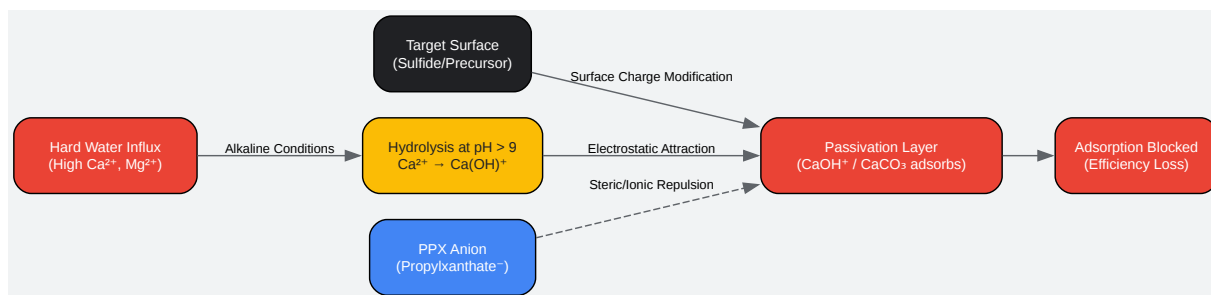 Target Surface
(Sulfide/Precursor)
Surface Charge Modification
Hard Water Influx
(High Ca²⁺, Mg²⁺)
Alkaline Conditions
Hydrolysis at pH > 9
Ca²⁺ → Ca(OH)⁺
Electrostatic Attraction
Passivation Layer
(CaOH⁺ / CaCO₃ adsorbs)
Adsorption Blocked
(Efficiency Loss)
Steric/Ionic Repulsion
PPX Anion
(Propylxanthate⁻)